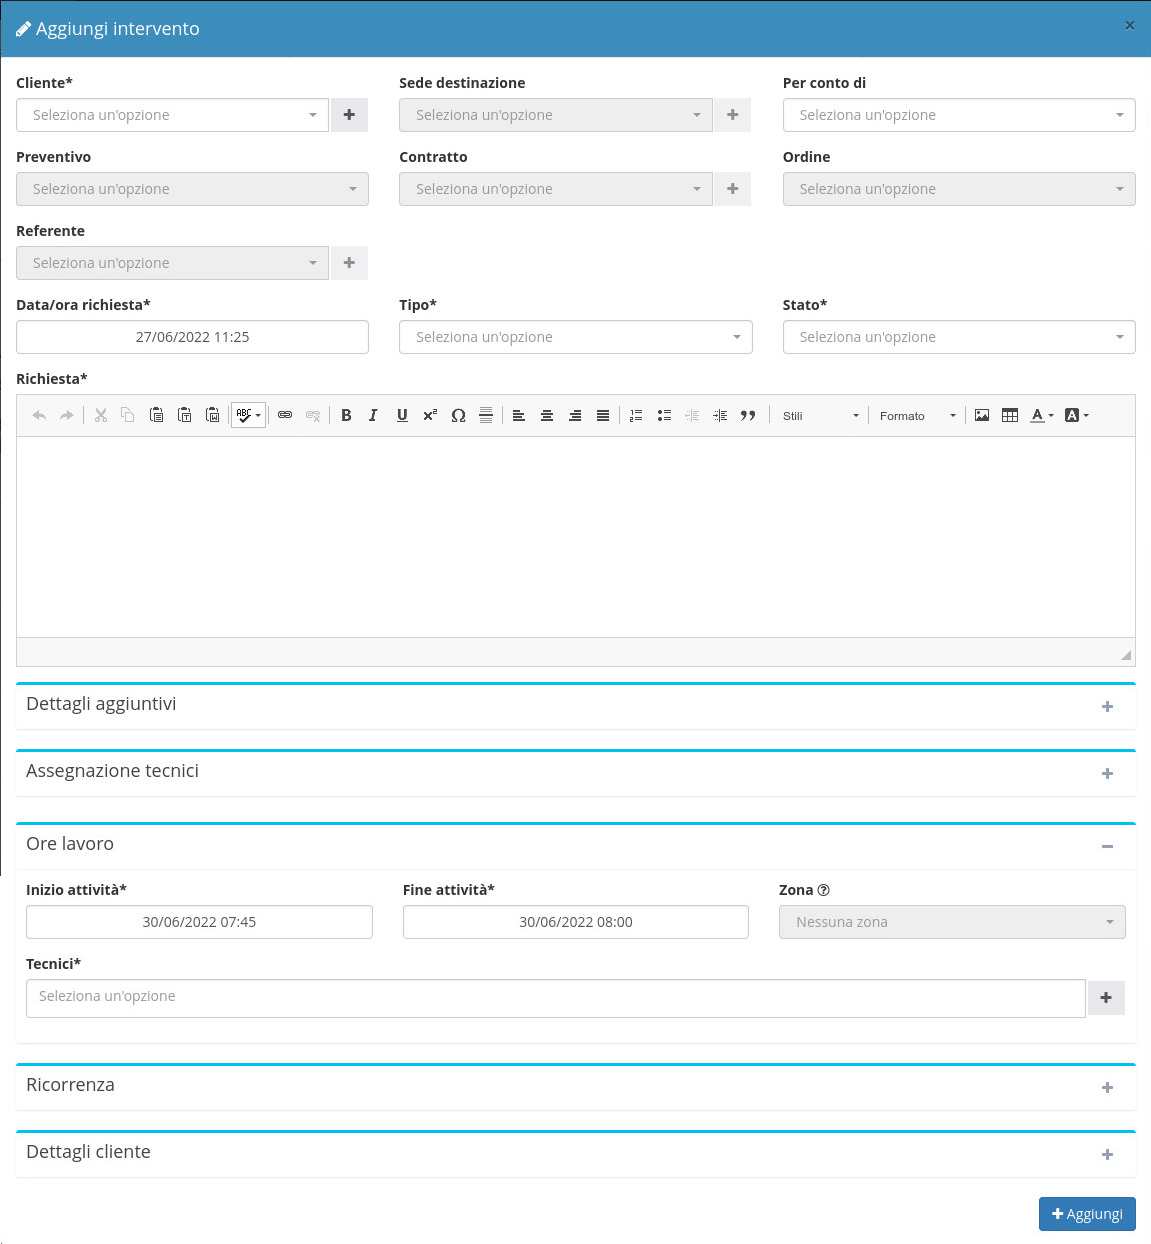 Aggiungi intervento
×
Cliente* Sede destinazione Per conto di
Seleziona un'opzione Seleziona un'opzione Seleziona un'opzione
Preventivo Contratto Ordine
Seleziona un'opzione Seleziona un'opzione Seleziona un'opzione
Referente
Seleziona un'opzione
Data/ora richiesta* Tipo* Stato*
27/06/2022 11:25 Seleziona un'opzione Seleziona un'opzione
Richiesta*
ABC B I U x² Ω Stili Formato A A
Dettagli aggiuntivi
Assegnazione tecnici
Ore lavoro
Inizio attività* Fine attività* Zona
30/06/2022 07:45 30/06/2022 08:00 Nessuna zona
Tecnici*
Seleziona un'opzione
Ricorrenza
Dettagli cliente
Aggiungi